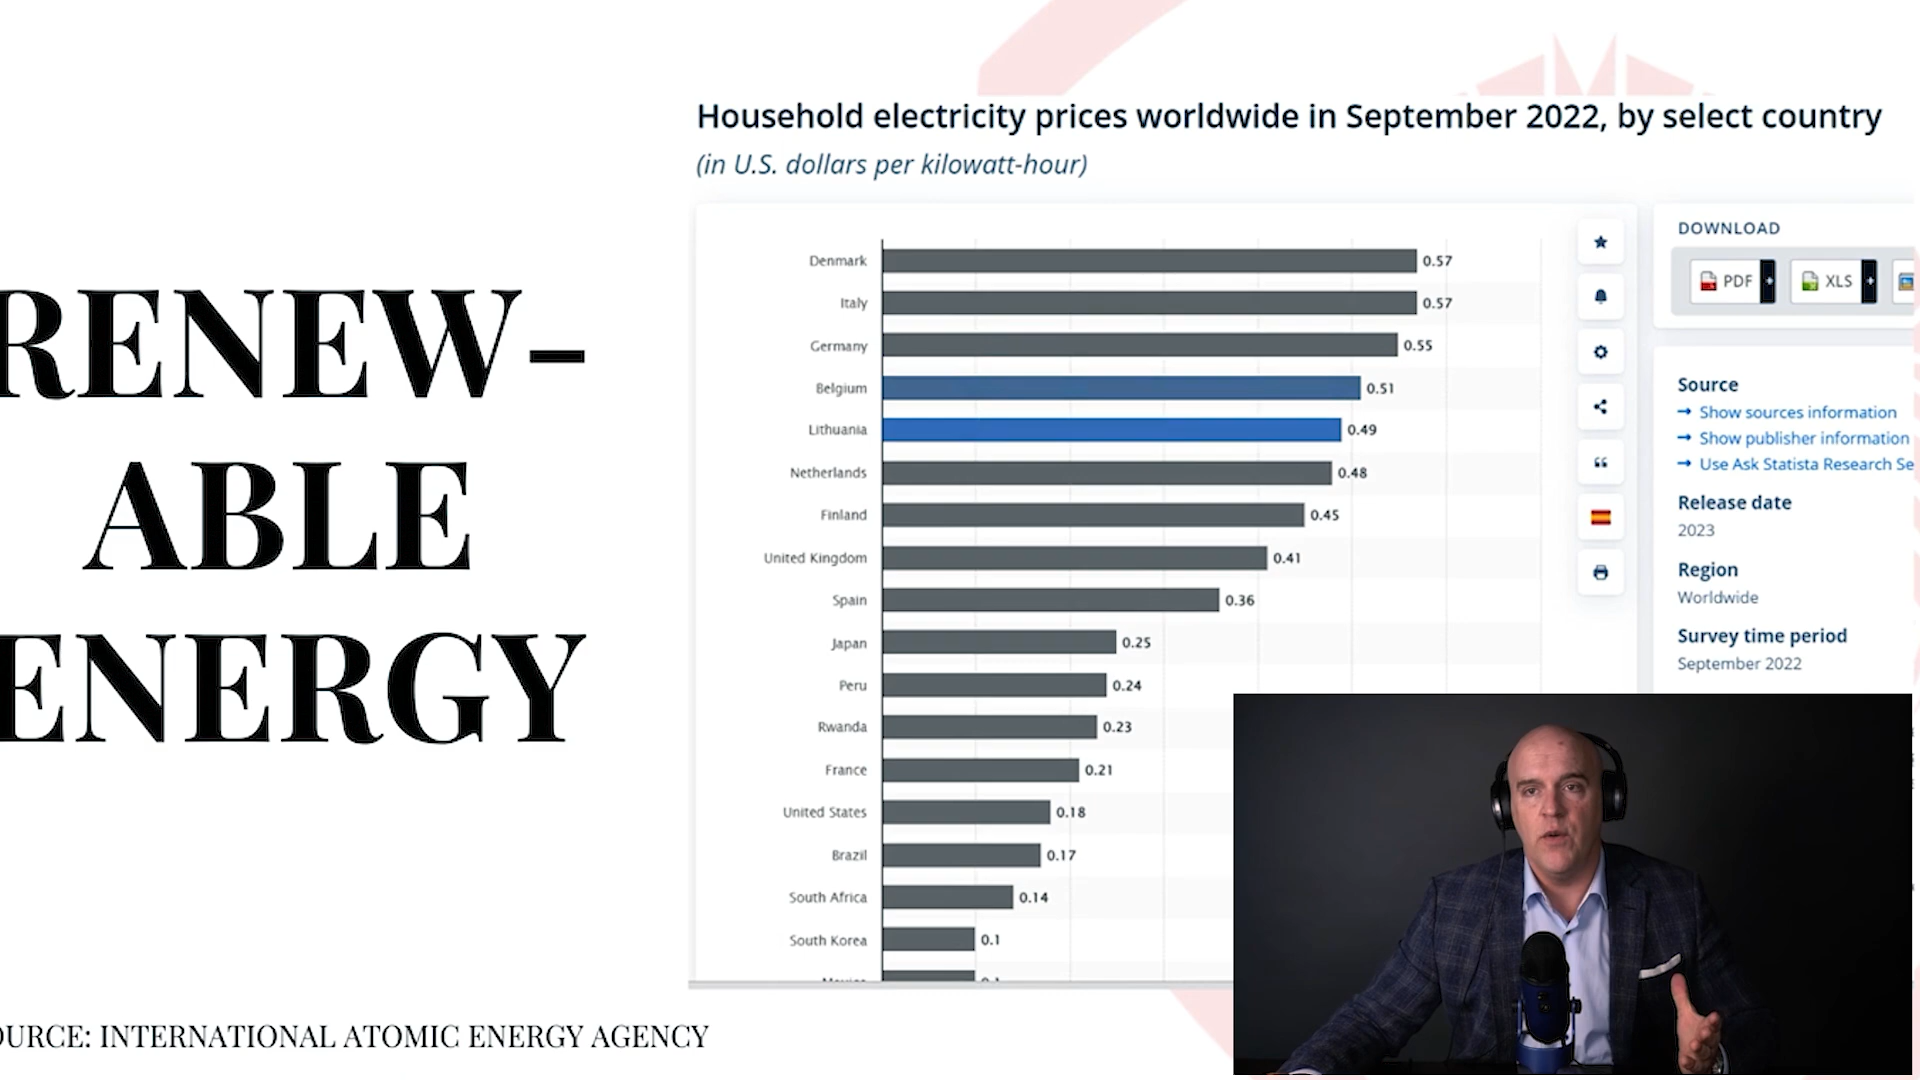 Household electricity prices worldwide in September 2022, by select country
(in U.S. dollars per kilowatt-hour)
RENEW-
ABLE
ENERGY
Denmark 0.57
Italy 0.57
Germany 0.55
Belgium 0.51
Lithuania 0.49
Netherlands 0.48
Finland 0.45
United Kingdom 0.41
Spain 0.36
Japan 0.25
Peru 0.24
Rwanda 0.23
France 0.21
United States 0.18
Brazil 0.17
South Africa 0.14
South Korea 0.1
DOWNLOAD
PDF + XLS +
Source
→ Show sources information
→ Show publisher information
→ Use Ask Statista Research Se
Release date
2023
Region
Worldwide
Survey time period
September 2022
OURCE: INTERNATIONAL ATOMIC ENERGY AGENCY